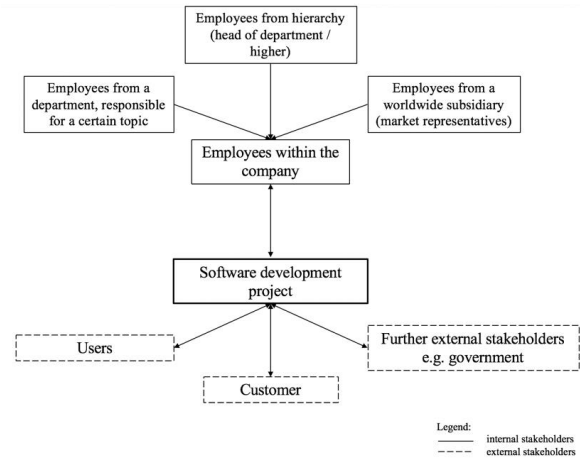 Employees from hierarchy
(head of department /
higher)
Employees from a
department, responsible
for a certain topic
Employees from a
worldwide subsidiary
(market representatives)
Employees within the
company
Software development
project
Users
Further external stakeholders
e.g. government
Customer
Legend:
internal stakeholders
external stakeholders